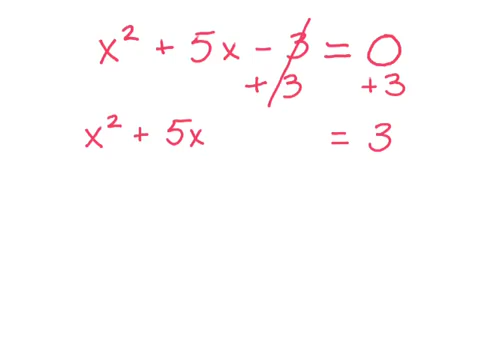 x² + 5x − 3 = 0
+ 3 + 3
x² + 5x = 3